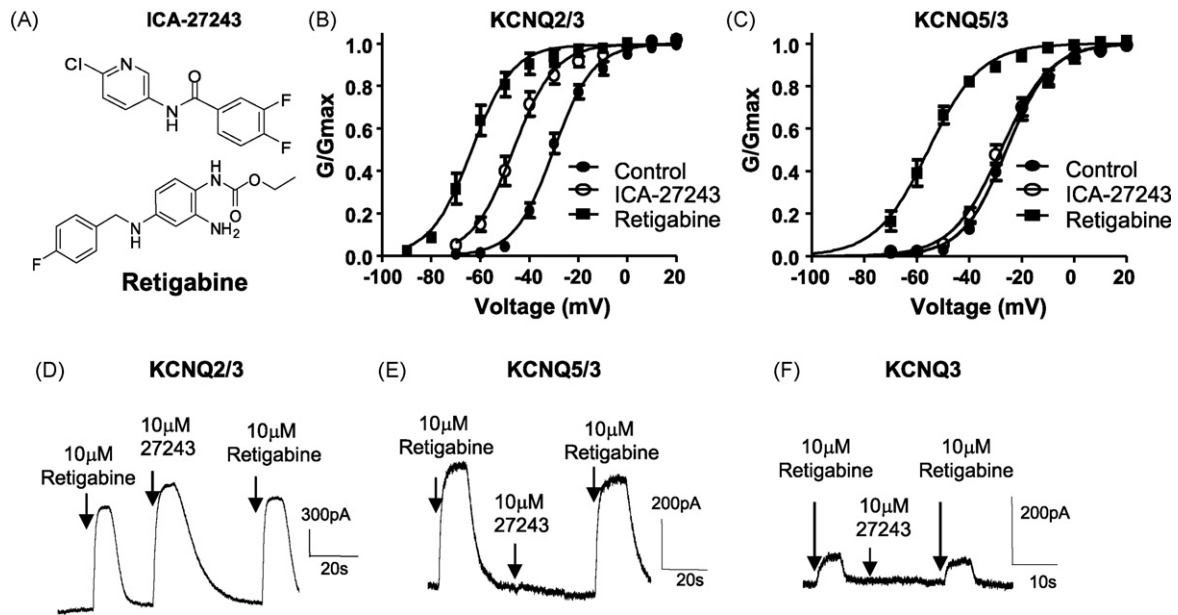 (A)
ICA-27243
Cl
N
N
H
O
F
F
H
N
O
O
N
H
NH2
F
Retigabine
(B)
KCNQ2/3
G/Gmax
1.0
0.8
0.6
0.4
0.2
0.0
Control
ICA-27243
Retigabine
-100 -80 -60 -40 -20 0 20
Voltage (mV)
(C)
KCNQ5/3
G/Gmax
1.0
0.8
0.6
0.4
0.2
0.0
Control
ICA-27243
Retigabine
-100 -80 -60 -40 -20 0 20
Voltage (mV)
(D)
KCNQ2/3
10μM
Retigabine
10μM
27243
10μM
Retigabine
300pA
20s
(E)
KCNQ5/3
10μM
Retigabine
10μM
27243
10μM
Retigabine
200pA
20s
(F)
KCNQ3
10μM
Retigabine
10μM
27243
10μM
Retigabine
200pA
10s